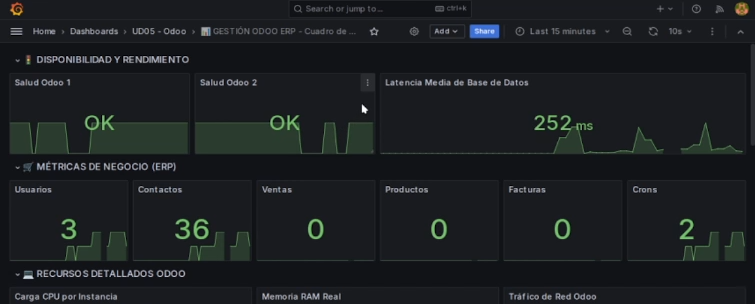 Search or jump to... ctrl+k
Home › Dashboards › UD05 - Odoo › 📊 GESTIÓN ODOO ERP – Cuadro de ...
Add Share Last 15 minutes 10s
🚦 DISPONIBILIDAD Y RENDIMIENTO
Salud Odoo 1 Salud Odoo 2 Latencia Media de Base de Datos
OK OK 252 ms
🛒 MÉTRICAS DE NEGOCIO (ERP)
Usuarios Contactos Ventas Productos Facturas Crons
3 36 0 0 0 2
💻 RECURSOS DETALLADOS ODOO
Carga CPU por Instancia Memoria RAM Real Tráfico de Red Odoo